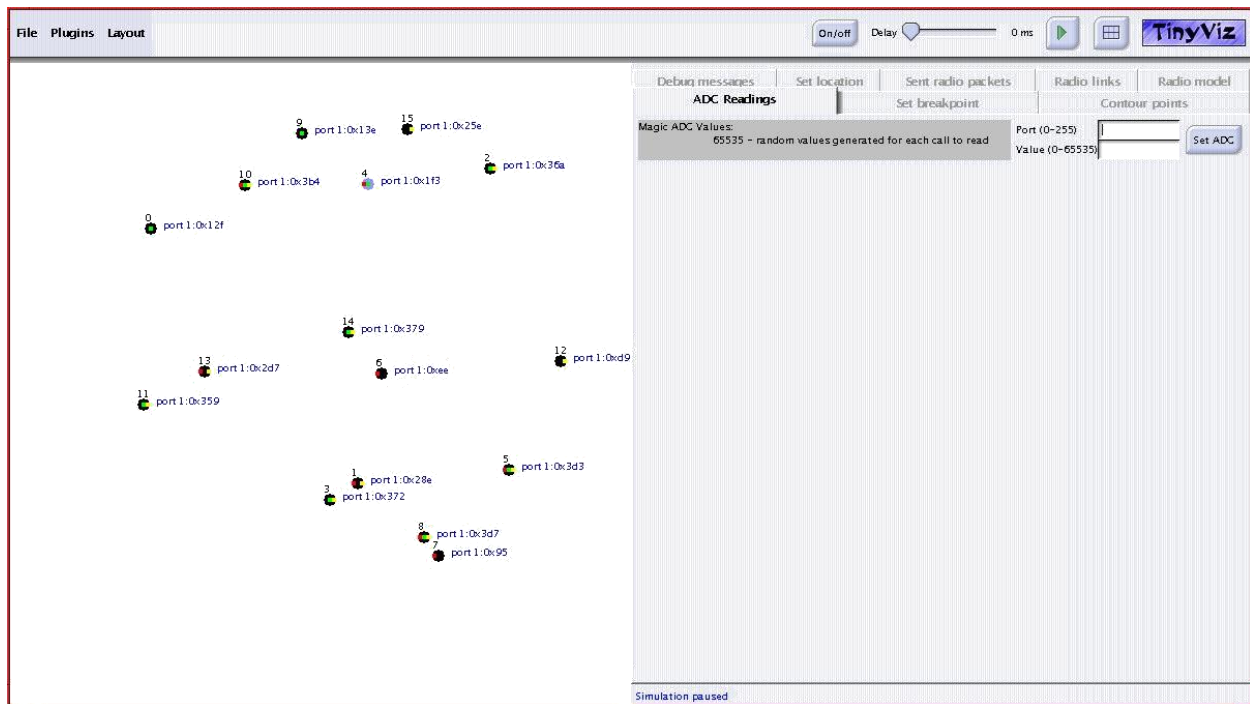 File Plugins Layout On/off Delay 0 ms TinyViz
Debug messages Set location Sent radio packets Radio links Radio model
ADC Readings Set breakpoint Contour points
Magic ADC Values:
65535 - random values generated for each call to read
Port (0-255)
Value (0-65535)
Set ADC
9 port 1:0x13e
15 port 1:0x25e
2 port 1:0x36a
10 port 1:0x3b4
4 port 1:0x1f3
0 port 1:0x12f
14 port 1:0x379
12 port 1:0xd9
13 port 1:0x2d7
6 port 1:0xee
11 port 1:0x359
5 port 1:0x3d3
1 port 1:0x28e
3 port 1:0x372
8 port 1:0x3d7
7 port 1:0x95
Simulation paused